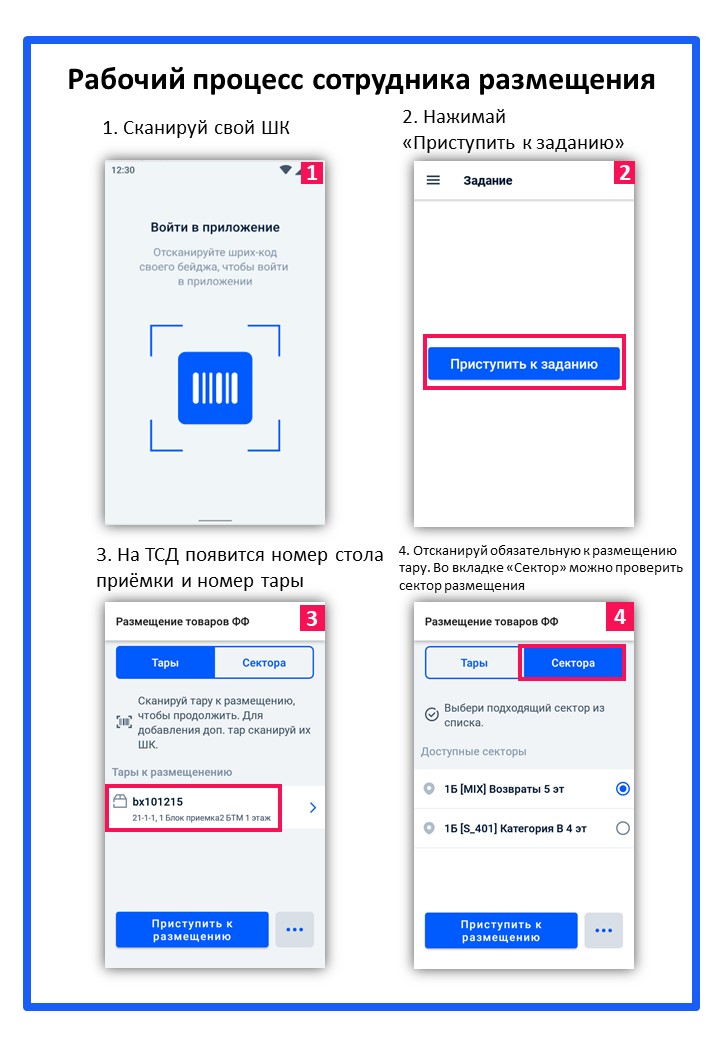 Рабочий процесс сотрудника размещения
1. Сканируй свой ШК
2. Нажимай
«Приступить к заданию»
12:30
1
Войти в приложение
Отсканируйте шрих-код
своего бейджа, чтобы войти
в приложении
Задание
2
Приступить к заданию
3. На ТСД появится номер стола
приёмки и номер тары
4. Отсканируй обязательную к размещению
тару. Во вкладке «Сектор» можно проверить
сектор размещения
Размещение товаров ФФ
3
Тары
Сектора
Сканируй тару к размещению,
чтобы продолжить. Для
добавления доп. тар сканируй их
ШК.
Тары к размещенению
bx101215
21-1-1, 1 Блок приемка2 БТМ 1 этаж
Приступить к
размещению
Размещение товаров ФФ
4
Тары
Сектора
Выбери подходящий сектор из
списка.
Доступные секторы
1Б [MIX] Возвраты 5 эт
1Б [S_401] Категория В 4 эт
Приступить к
размещению